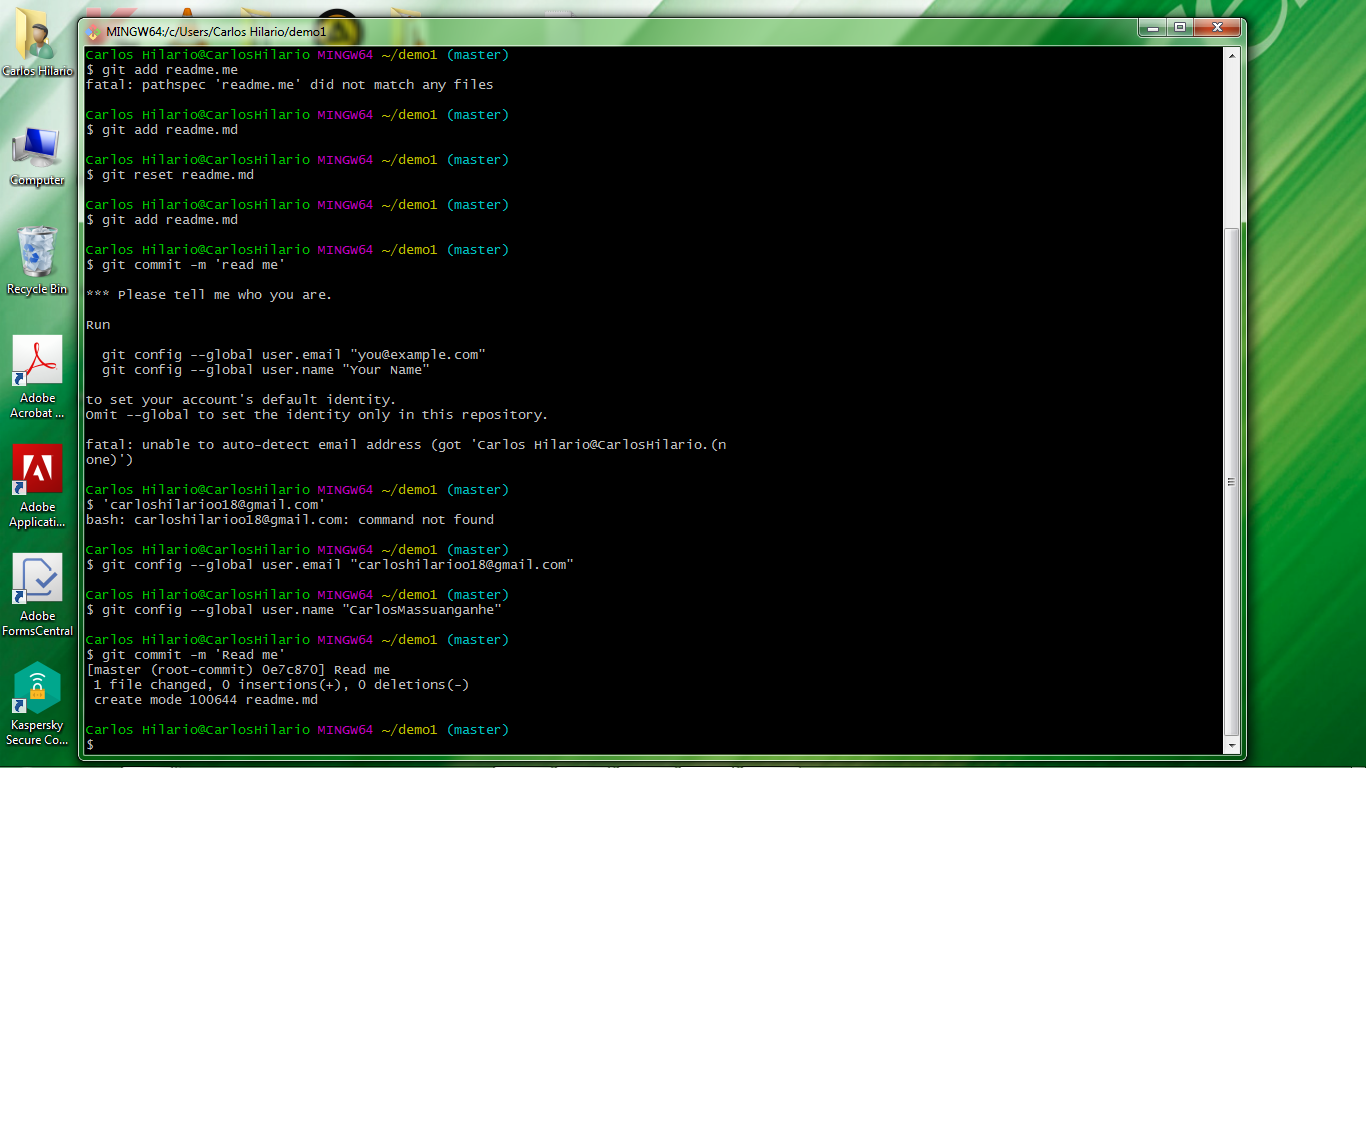 MINGW64:/c/Users/Carlos Hilario/demo1
Carlos Hilario@CarlosHilario MINGW64 ~/demo1 (master)
$ git add readme.me
fatal: pathspec 'readme.me' did not match any files
Carlos Hilario@CarlosHilario MINGW64 ~/demo1 (master)
$ git add readme.md
Carlos Hilario@CarlosHilario MINGW64 ~/demo1 (master)
$ git reset readme.md
Carlos Hilario@CarlosHilario MINGW64 ~/demo1 (master)
$ git add readme.md
Carlos Hilario@CarlosHilario MINGW64 ~/demo1 (master)
$ git commit -m 'read me'
*** Please tell me who you are.
Run
git config --global user.email "you@example.com"
git config --global user.name "Your Name"
to set your account's default identity.
Omit --global to set the identity only in this repository.
fatal: unable to auto-detect email address (got 'Carlos Hilario@CarlosHilario.(n
one)')
Carlos Hilario@CarlosHilario MINGW64 ~/demo1 (master)
$ 'carloshilarioo18@gmail.com'
bash: carloshilarioo18@gmail.com: command not found
Carlos Hilario@CarlosHilario MINGW64 ~/demo1 (master)
$ git config --global user.email "carloshilarioo18@gmail.com"
Carlos Hilario@CarlosHilario MINGW64 ~/demo1 (master)
$ git config --global user.name "CarlosMassuanganhe"
Carlos Hilario@CarlosHilario MINGW64 ~/demo1 (master)
$ git commit -m 'Read me'
[master (root-commit) 0e7c870] Read me
1 file changed, 0 insertions(+), 0 deletions(-)
create mode 100644 readme.md
Carlos Hilario@CarlosHilario MINGW64 ~/demo1 (master)
$
Carlos Hilario
Computer
Recycle Bin
Adobe
Acrobat ...
Adobe
Applicati...
Adobe
FormsCentral
Kaspersky
Secure Co...